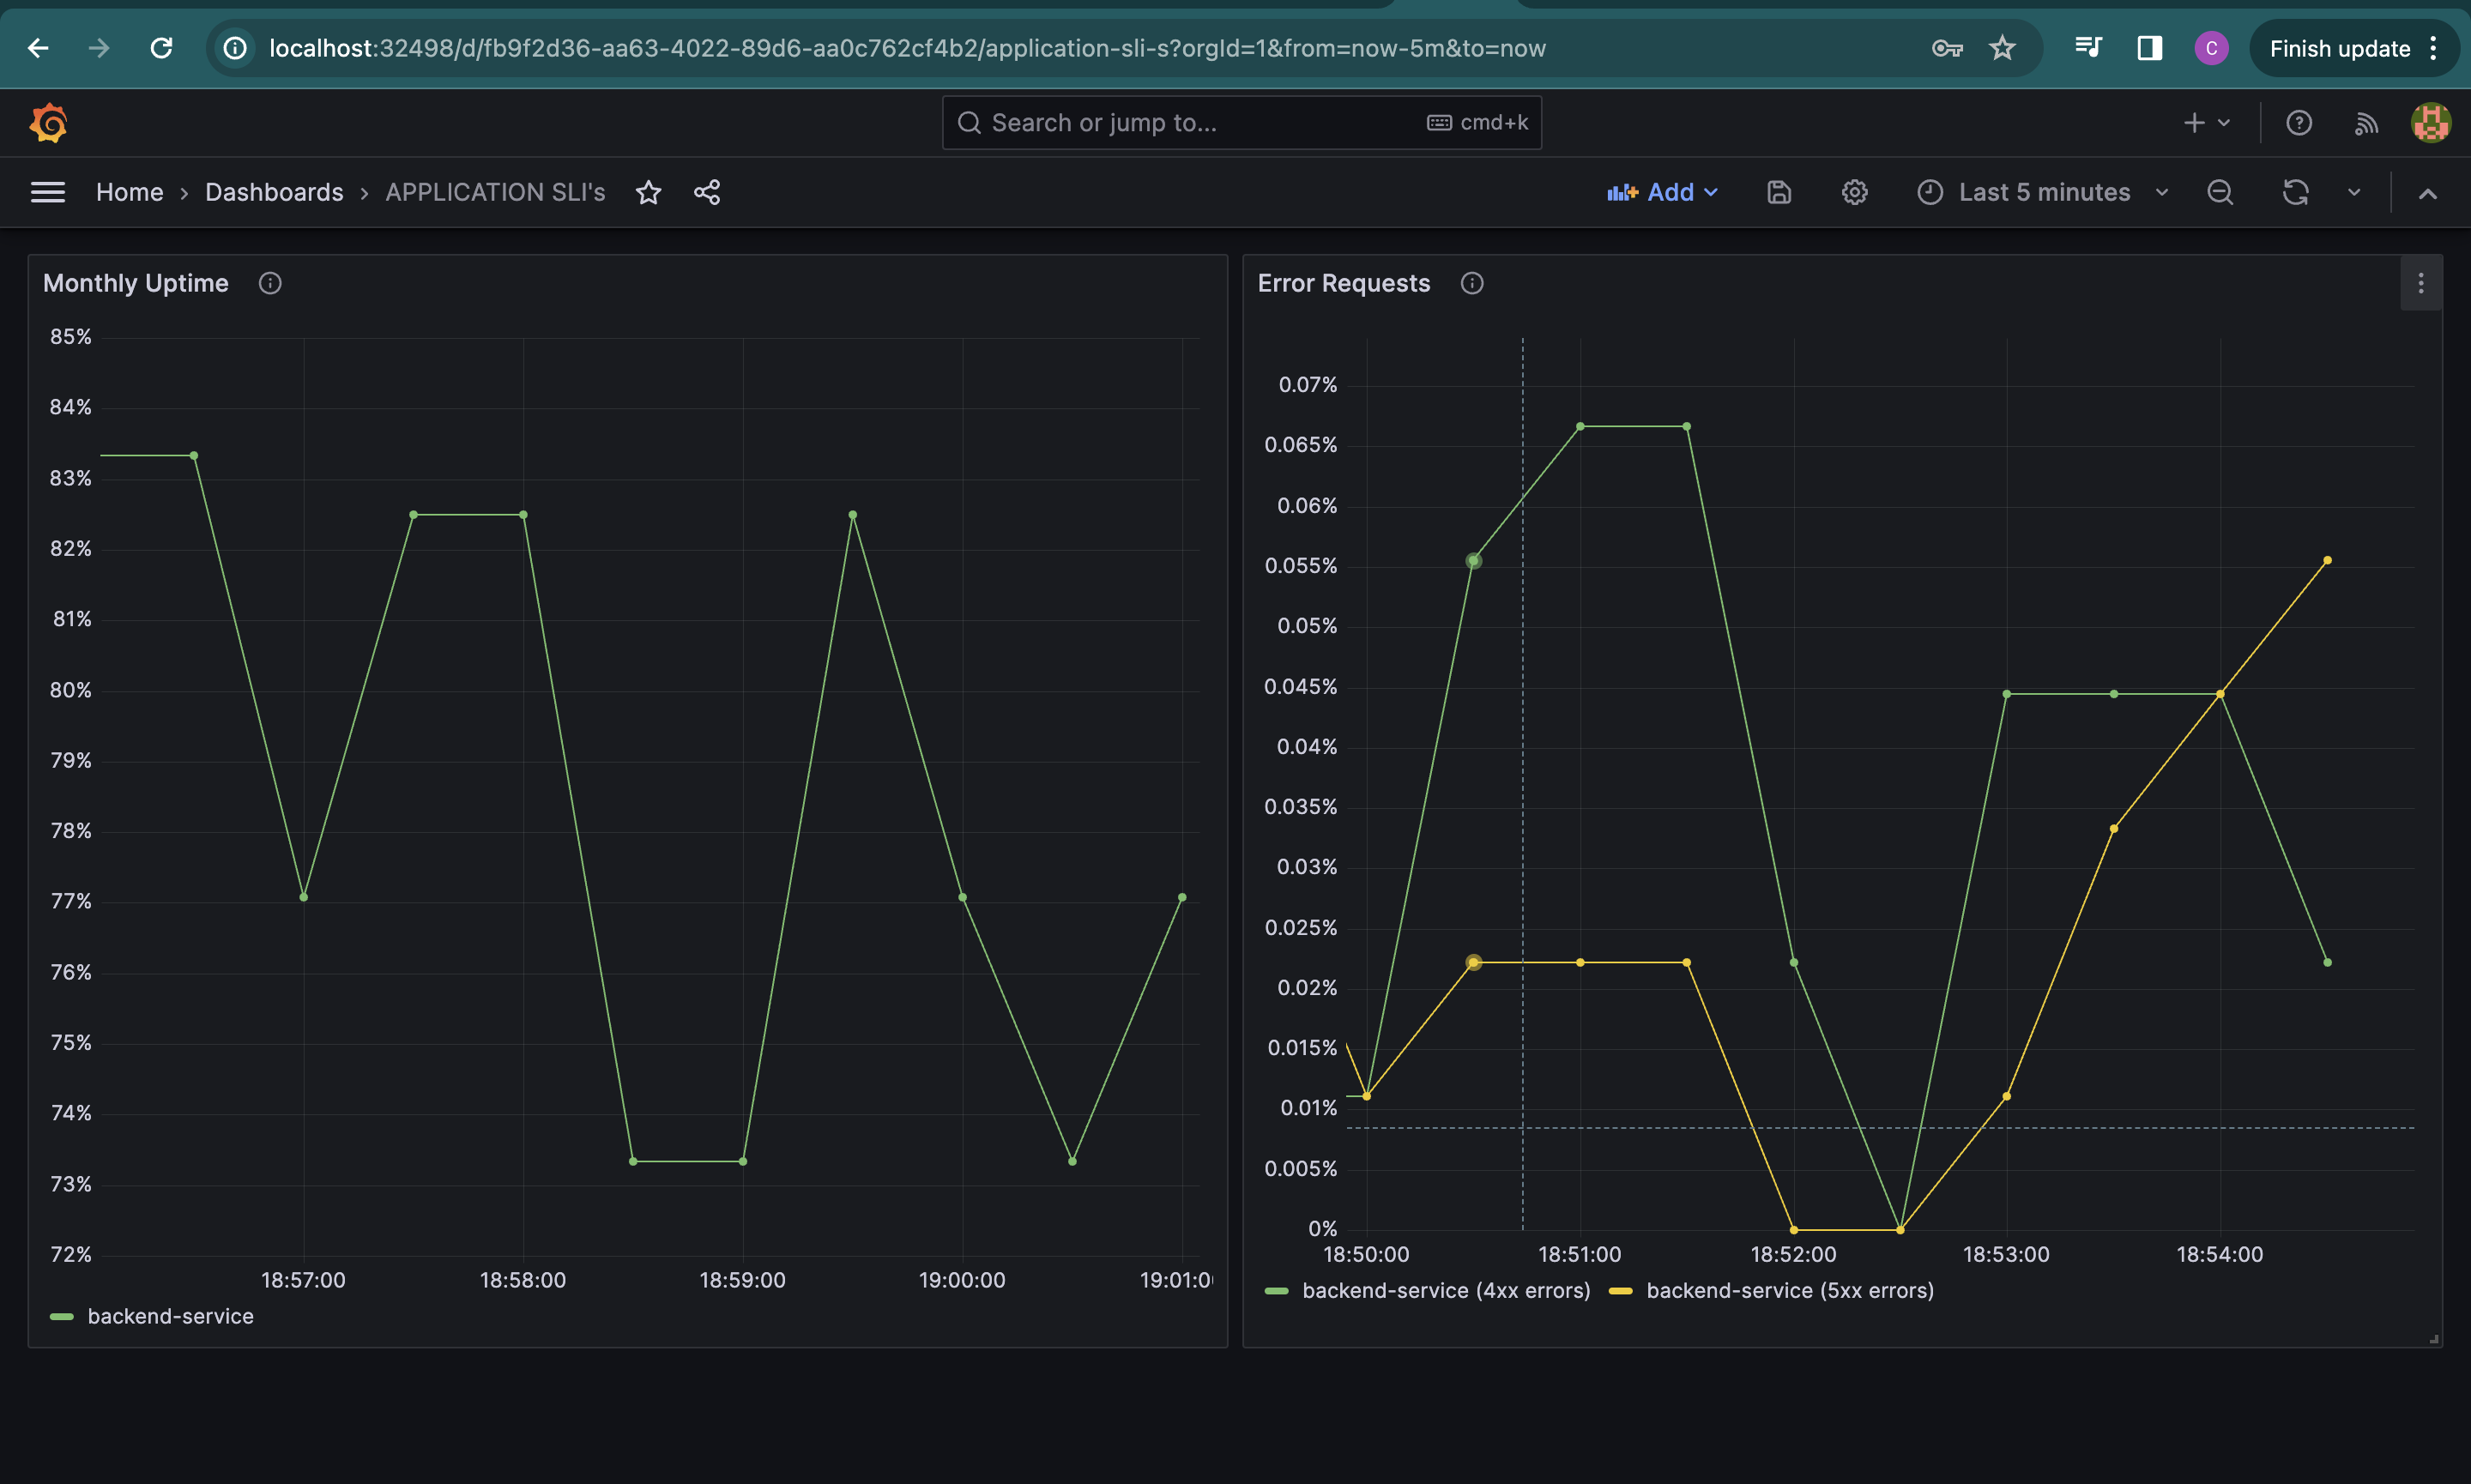 localhost:32498/d/fb9f2d36-aa63-4022-89d6-aa0c762cf4b2/application-sli-s?orgId=1&from=now-5m&to=now
C
Finish update
Search or jump to...
cmd+k
Home › Dashboards › APPLICATION SLI's
Add
Last 5 minutes
Monthly Uptime
85%
84%
83%
82%
81%
80%
79%
78%
77%
76%
75%
74%
73%
72%
18:57:00 18:58:00 18:59:00 19:00:00 19:01:0
backend-service
Error Requests
0.07%
0.065%
0.06%
0.055%
0.05%
0.045%
0.04%
0.035%
0.03%
0.025%
0.02%
0.015%
0.01%
0.005%
0%
18:50:00 18:51:00 18:52:00 18:53:00 18:54:00
backend-service (4xx errors) backend-service (5xx errors)